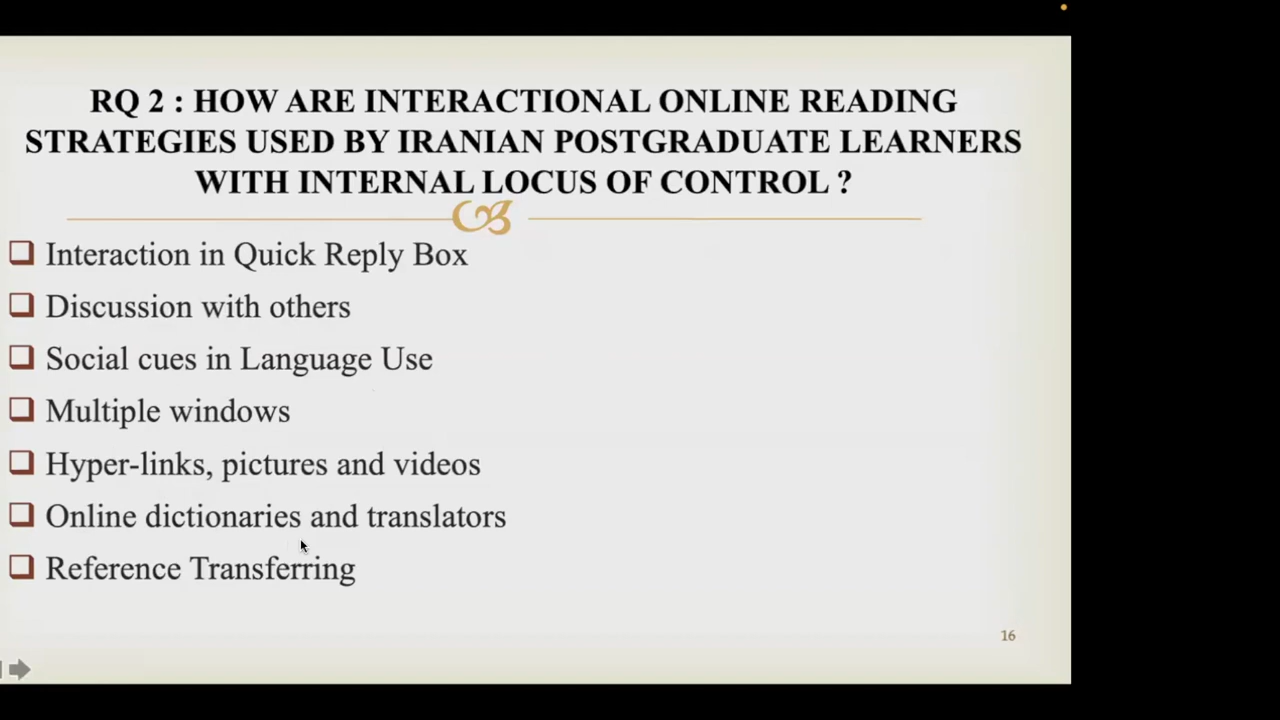 RQ 2 : HOW ARE INTERACTIONAL ONLINE READING
STRATEGIES USED BY IRANIAN POSTGRADUATE LEARNERS
WITH INTERNAL LOCUS OF CONTROL ?
Interaction in Quick Reply Box
Discussion with others
Social cues in Language Use
Multiple windows
Hyper-links, pictures and videos
Online dictionaries and translators
Reference Transferring
16